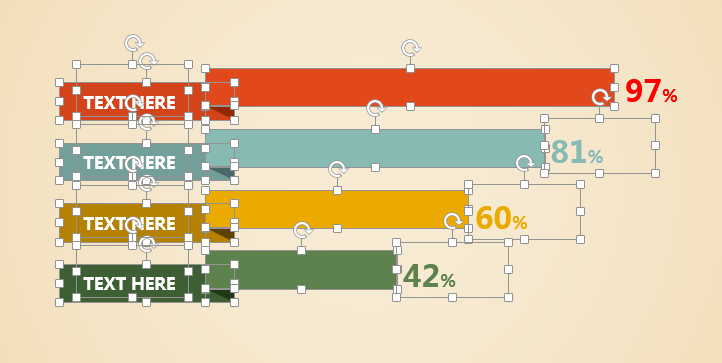 TEXT HERE 97%
TEXT HERE 81%
TEXT HERE 60%
TEXT HERE 42%